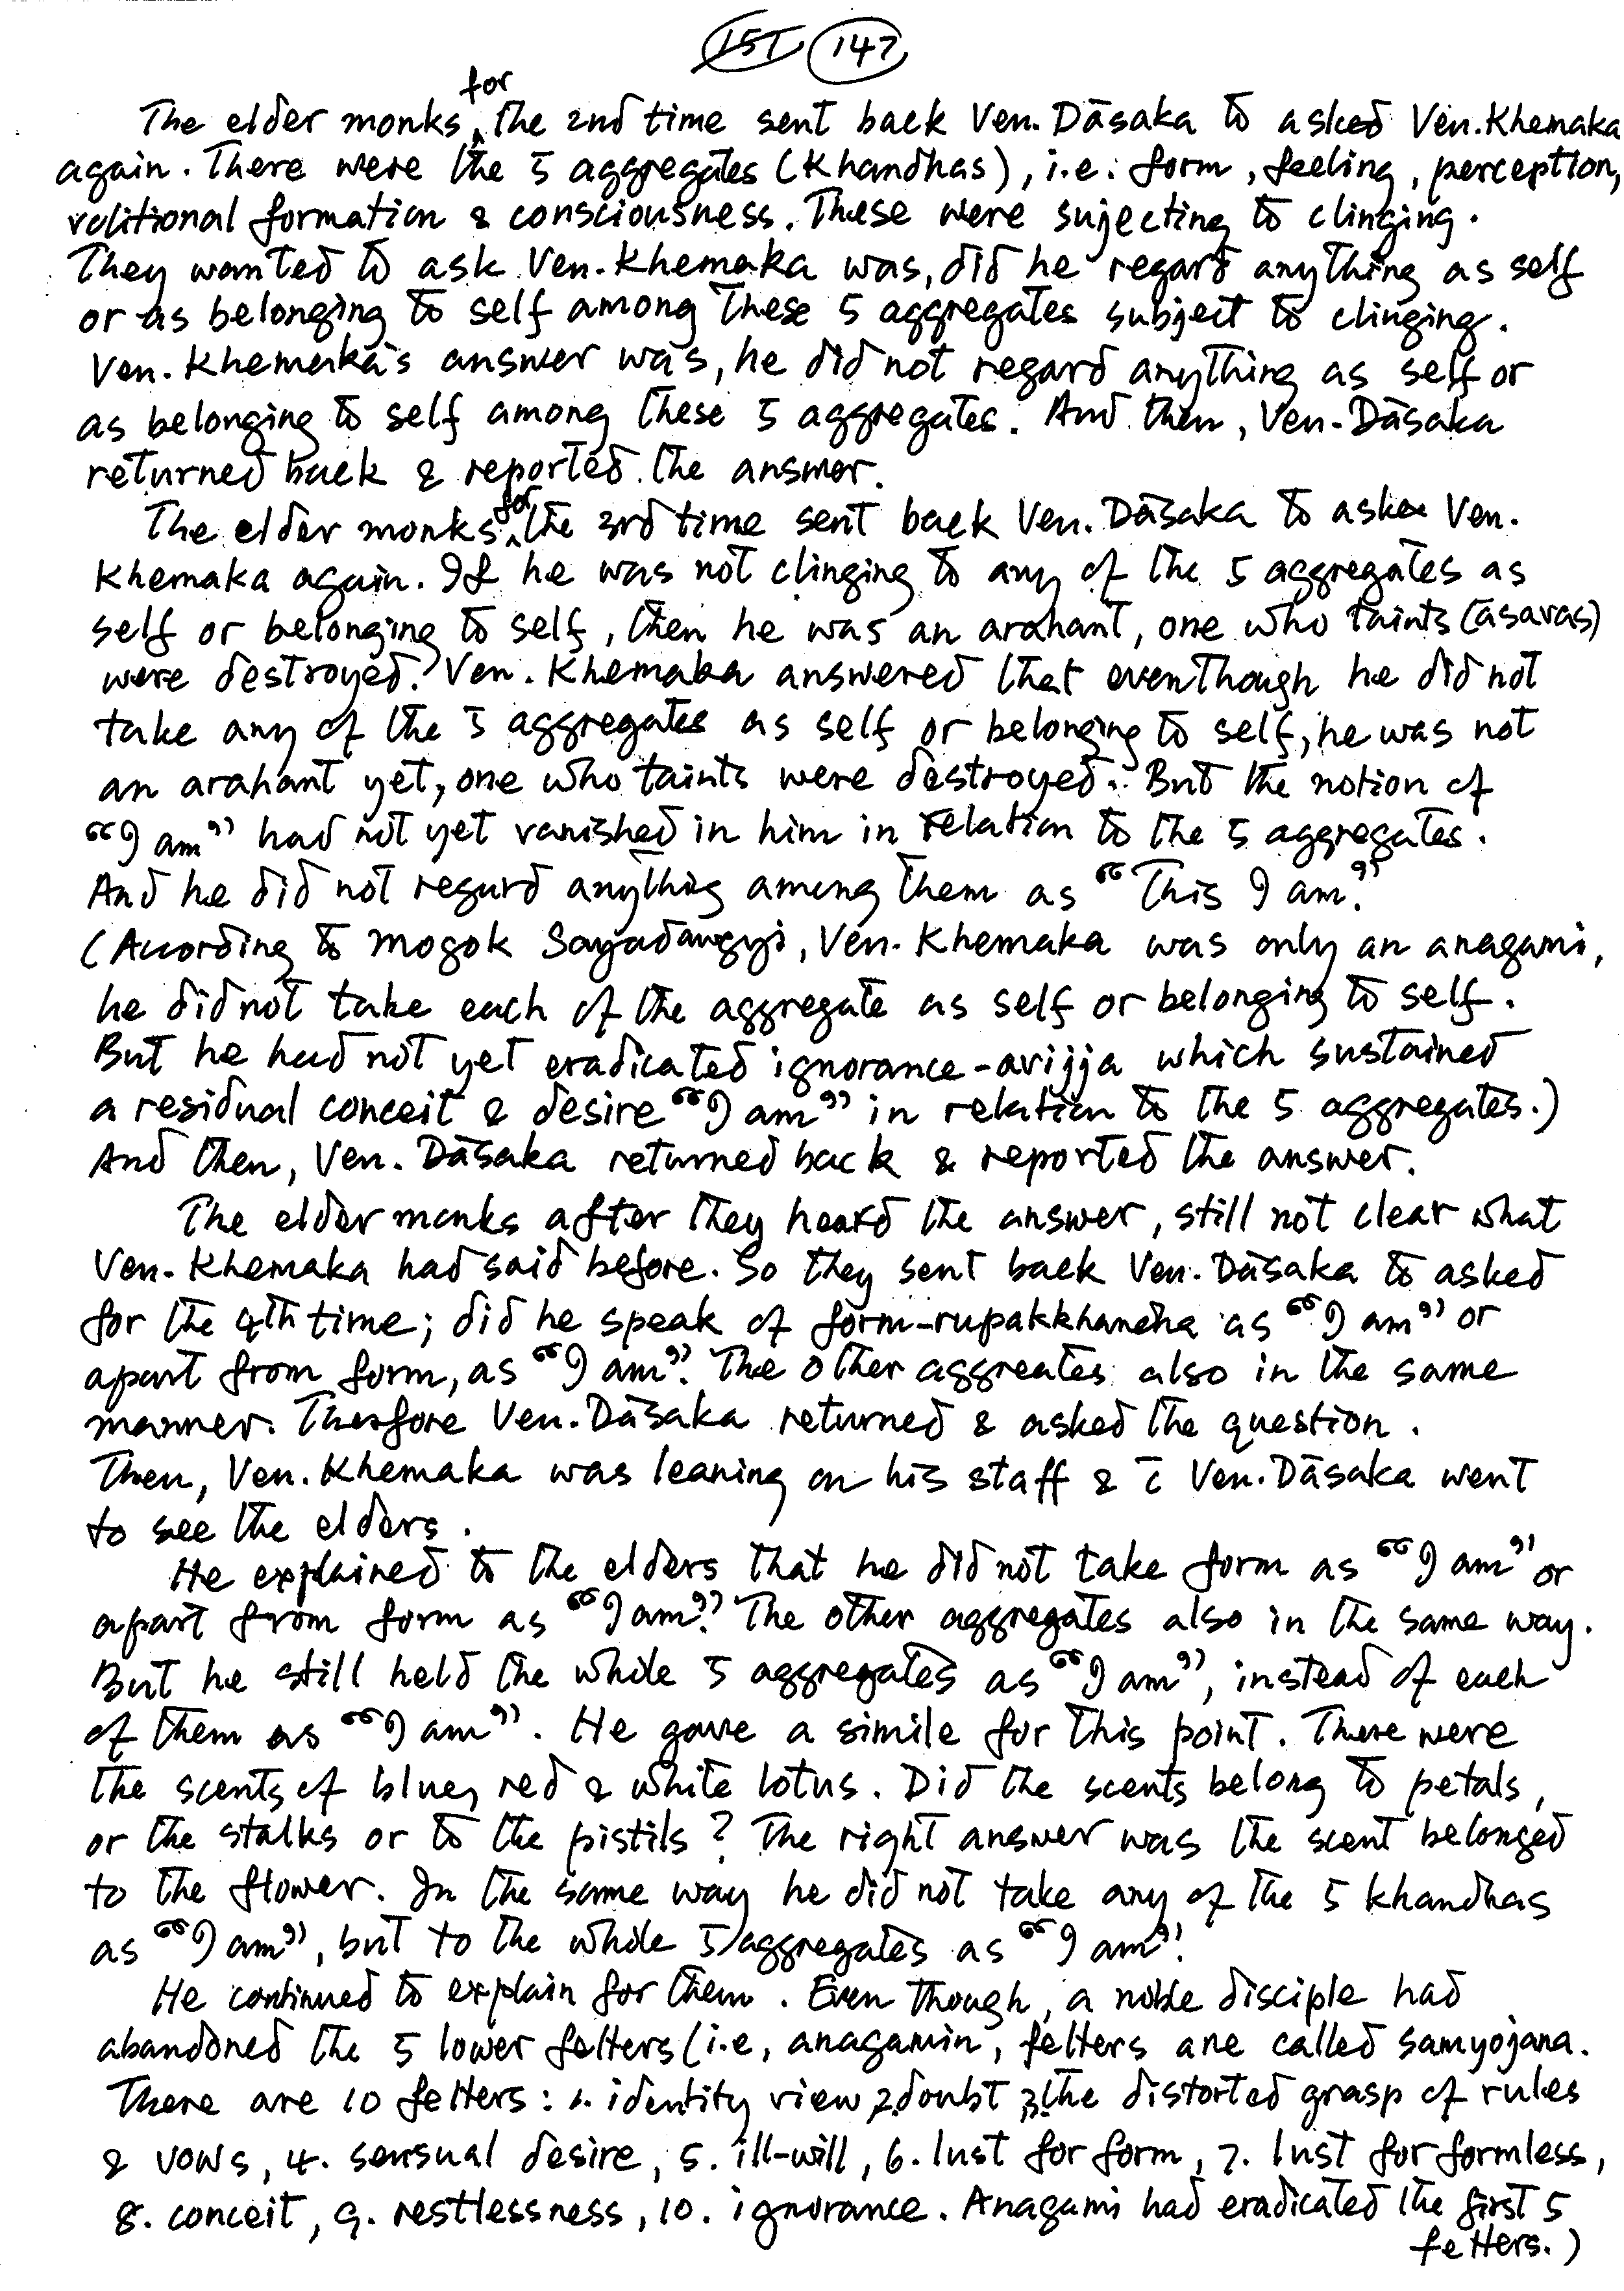 151 147
The elder monks for the 2nd time sent back Ven. Dāsaka to asked Ven. Khemaka
again. There were the 5 aggregates (Khandhas), i.e: form, feeling, perception,
volitional formation & consciousness. These were sujecting to clinging.
They wanted to ask Ven. Khemaka was, did he regard anything as self
or as belonging to self among these 5 aggregates subject to clinging.
Ven. Khemaka's answer was, he did not regard anything as self or
as belonging to self among these 5 aggregates. And then, Ven. Dāsaka
returned back & reported the answer.
The elder monks for the 3rd time sent back Ven. Dāsaka to asked Ven.
Khemaka again. If he was not clinging to any of the 5 aggregates as
self or belonging to self, then he was an arahant, one who taints (āsavas)
were destroyed? Ven. Khemaka answered that eventhough he did not
take any of the 5 aggregates as self or belonging to self, he was not
an arahant yet, one who taints were destroyed. But the notion of
“I am” had not yet vanished in him in relation to the 5 aggregates.
And he did not regard anything among them as “This I am.”
(According to Mogok Sayadawgyi, Ven. Khemaka was only an anagami,
he did not take each of the aggregate as self or belonging to self.
But he had not yet eradicated ignorance-avijja which sustained
a residual conceit & desire “I am” in relation to the 5 aggregates.)
And then, Ven. Dāsaka returned back & reported the answer.
The elder monks after they heard the answer, still not clear what
Ven. Khemaka had said before. So they sent back Ven. Dāsaka to asked
for the 4th time; did he speak of form-rupakkhandha as “I am” or
apart from form, as “I am”. The other aggreates also in the same
manner. Therfore Ven. Dāsaka returned & asked the question.
Then, Ven. Khemaka was leaning on his staff & c̄ Ven. Dāsaka went
to see the elders.
He explained to the elders that he did not take form as “I am” or
apart from form as “I am”. The other aggregates also in the same way.
But he still held the whole 5 aggregates as “I am”, instead of each
of them as “I am”. He gave a simile for this point. There were
the scents of blue, red & white lotus. Did the scents belong to petals,
or the stalks or to the pistils? The right answer was the scent belonged
to the flower. In the same way he did not take any of the 5 khandhas
as “I am”, but to the whole 5 aggregates as “I am”.
He continued to explain for them. Even though, a noble disciple had
abandoned the 5 lower fetters (i.e, anagamin, fetters are called samyojana.
There are 10 fetters: 1. identity view 2. doubt 3. the distorted grasp of rules
& vows, 4. sensual desire, 5. ill-will, 6. lust for form, 7. lust for formless,
8. conceit, 9. restlessness, 10. ignorance. Anagami had eradicated the first 5
fetters.)